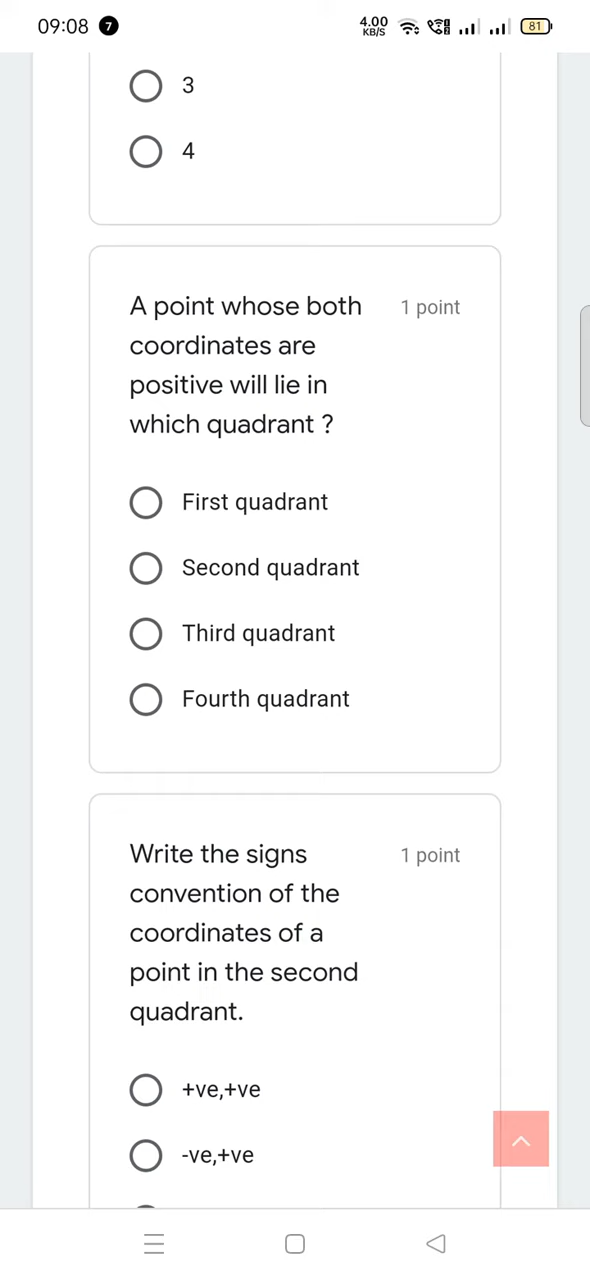 09:08 7 4.00 KB/S 81
3
4
A point whose both 1 point
coordinates are
positive will lie in
which quadrant ?
First quadrant
Second quadrant
Third quadrant
Fourth quadrant
Write the signs 1 point
convention of the
coordinates of a
point in the second
quadrant.
+ve,+ve
-ve,+ve